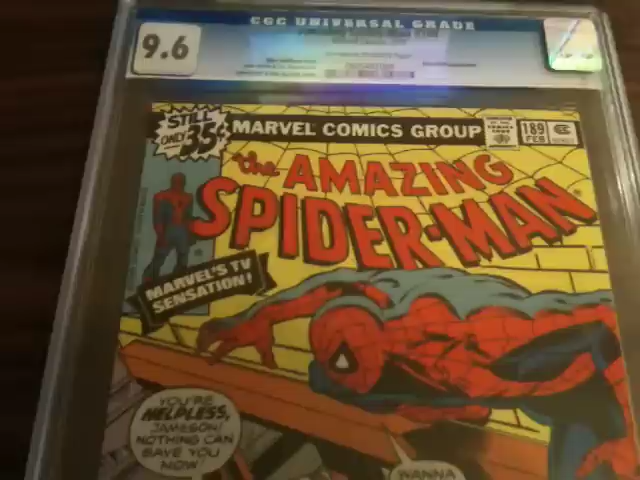 CGC UNIVERSAL GRADE
9.6
STILL
ONLY 35¢
MARVEL COMICS GROUP
189
FEB
the AMAZING
SPIDER-MAN
MARVEL'S TV
SENSATION!
YOU'RE
HELPLESS,
JAMESON!
NOTHING CAN
SAVE YOU
NOW!
WANNA